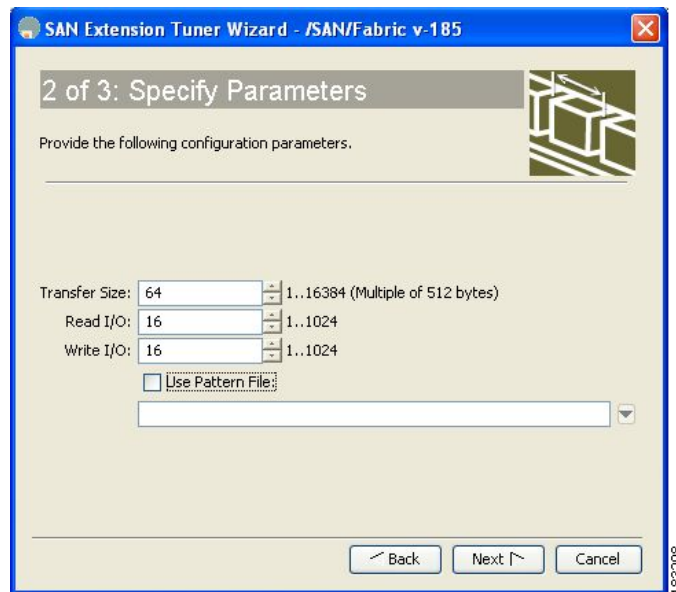 SAN Extension Tuner Wizard - /SAN/Fabric v-185
2 of 3: Specify Parameters
Provide the following configuration parameters.
Transfer Size: 64 1..16384 (Multiple of 512 bytes)
Read I/O: 16 1..1024
Write I/O: 16 1..1024
Use Pattern File:
Back Next Cancel